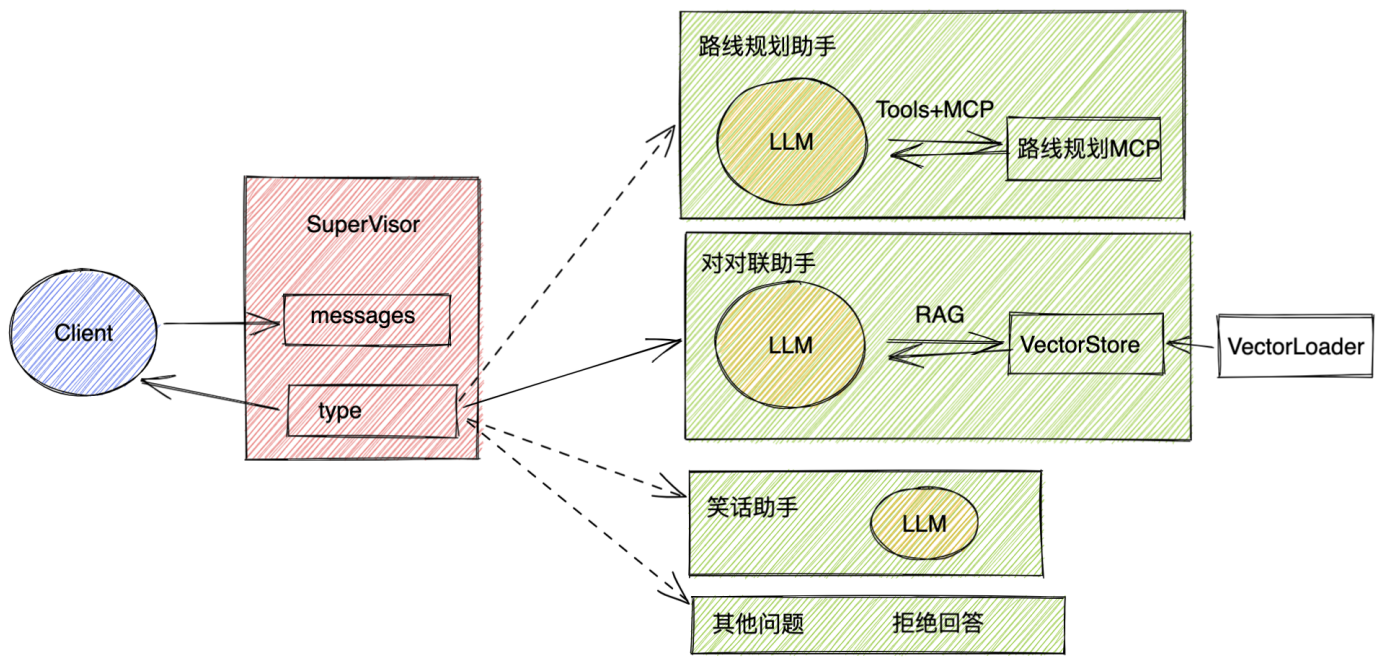 路线规划助手
LLM
Tools+MCP
路线规划MCP
SuperVisor
messages
type
Client
对对联助手
LLM
RAG
VectorStore
VectorLoader
笑话助手
LLM
其他问题
拒绝回答